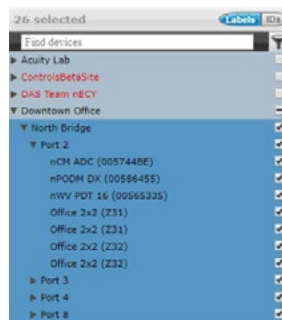 26 selected Labels IDs
Find devices
Acuity Lab
ControlsBetaSite
DAS Team nECY
Downtown Office
North Bridge
Port 2
nCM ADC (005744BE)
nPODM DX (00586455)
nWV PDT 16 (00565335)
Office 2x2 (Z31)
Office 2x2 (Z31)
Office 2x2 (Z32)
Office 2x2 (Z32)
Port 3
Port 4
Port 8